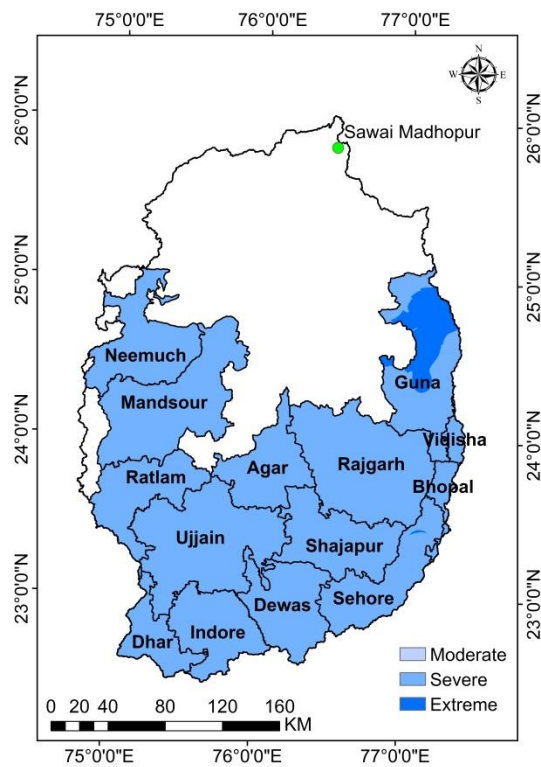 75°0'0"E 76°0'0"E 77°0'0"E
N
W E
S
26°0'0"N 26°0'0"N
Sawai Madhopur
25°0'0"N 25°0'0"N
Neemuch
Guna
Mandsour
24°0'0"N 24°0'0"N
Vidisha
Ratlam Agar Rajgarh
Bhopal
Ujjain
Shajapur
23°0'0"N 23°0'0"N
Dewas Sehore
Dhar Indore
Moderate
Severe
Extreme
0 20 40 80 120 160
KM
75°0'0"E 76°0'0"E 77°0'0"E